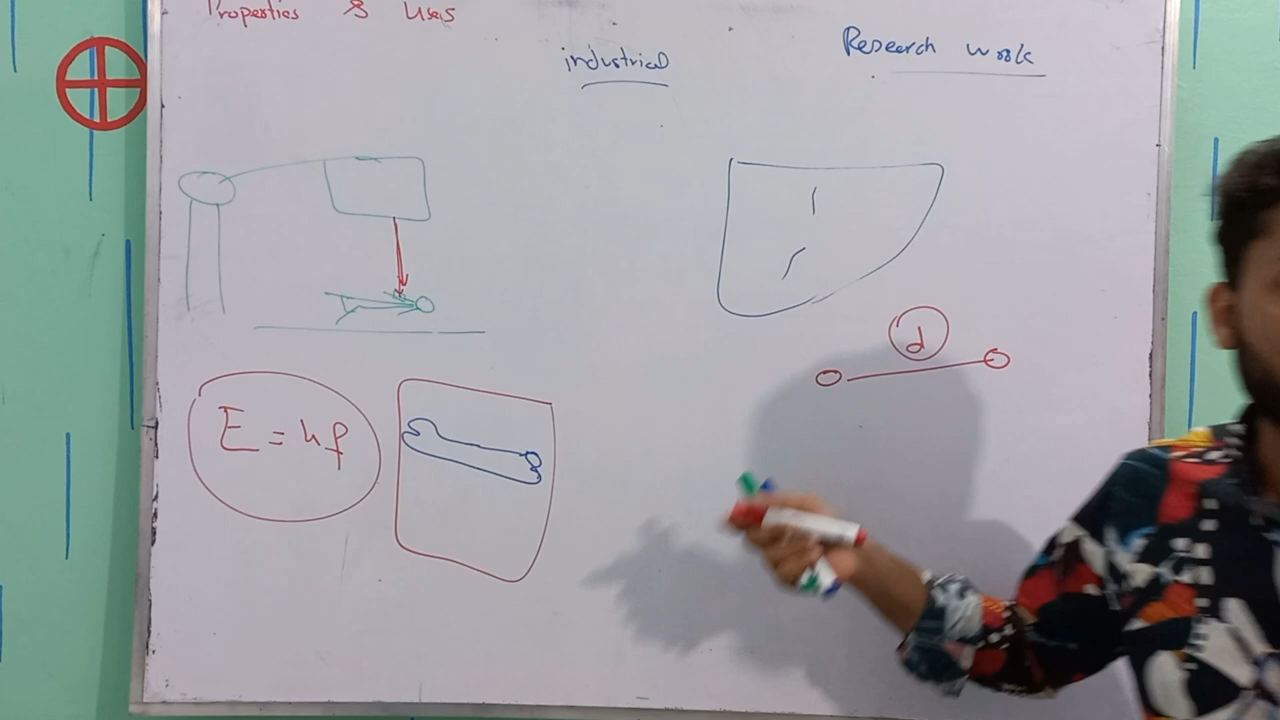 Properties & Uses
industrial
Research work
d
E = hf